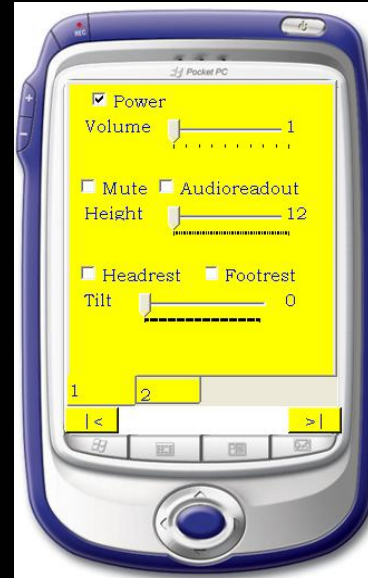 REC
Pocket PC
Power
Volume 1
Mute Audioreadout
Height 12
Headrest Footrest
Tilt 0
1 2
|< >|